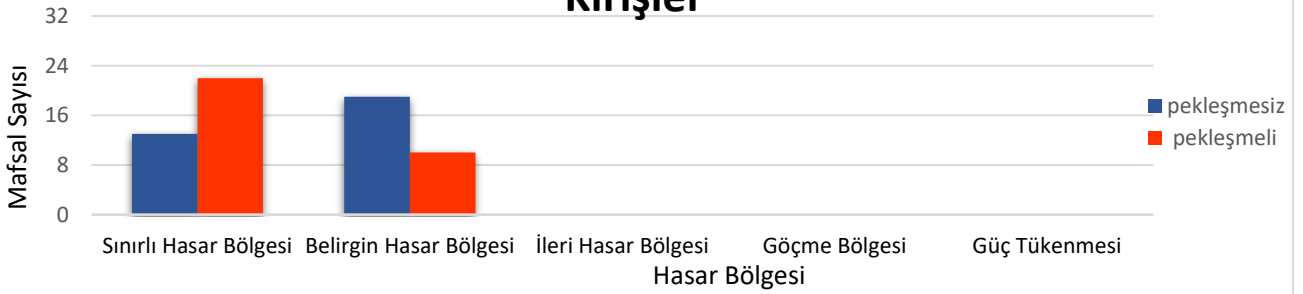 Kirişler
32
24
16
8
0
Mafsal Sayısı
Sınırlı Hasar Bölgesi
Belirgin Hasar Bölgesi
İleri Hasar Bölgesi
Göçme Bölgesi
Güç Tükenmesi
Hasar Bölgesi
pekleşmesiz
pekleşmeli